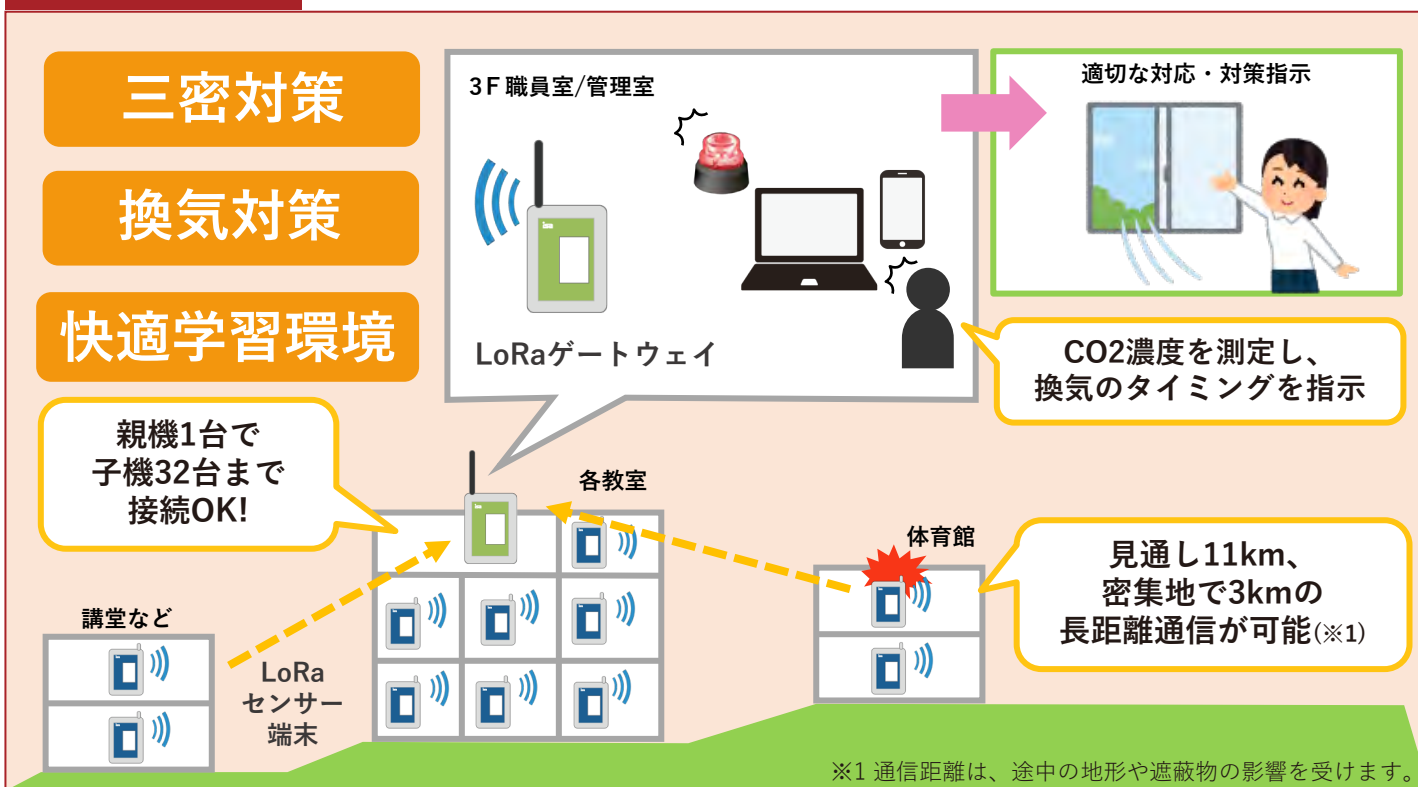 三密対策
換気対策
快適学習環境
3F 職員室/管理室
LoRaゲートウェイ
適切な対応・対策指示
CO2濃度を測定し、
換気のタイミングを指示
親機1台で
子機32台まで
接続OK!
各教室
体育館
見通し11km、
密集地で3kmの
長距離通信が可能(※1)
講堂など
LoRa
センサー
端末
※1 通信距離は、途中の地形や遮蔽物の影響を受けます。